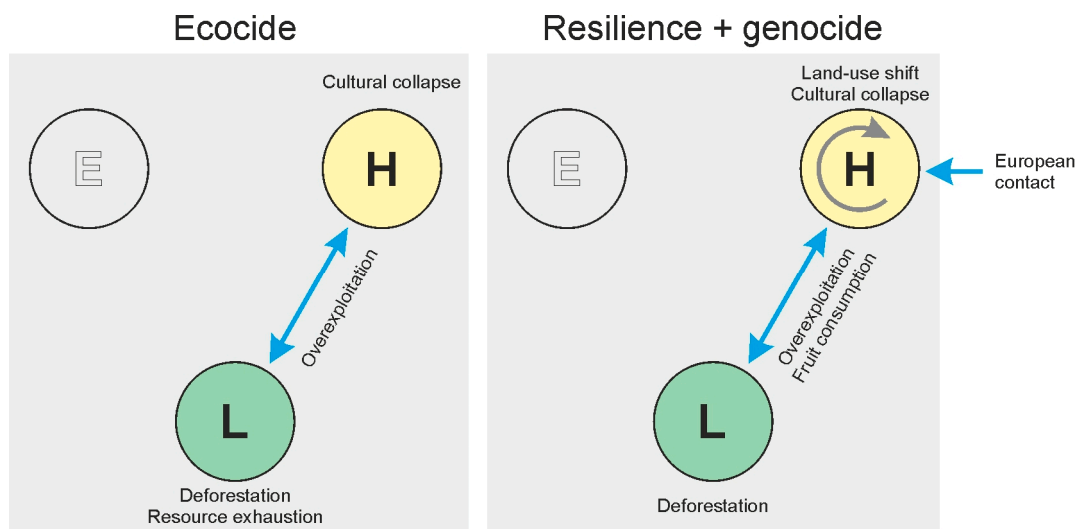 Ecocide
Cultural collapse
E
H
Overexploitation
L
Deforestation
Resource exhaustion
Resilience + genocide
Land-use shift
Cultural collapse
E
H
European
contact
Overexploitation
Fruit consumption
L
Deforestation